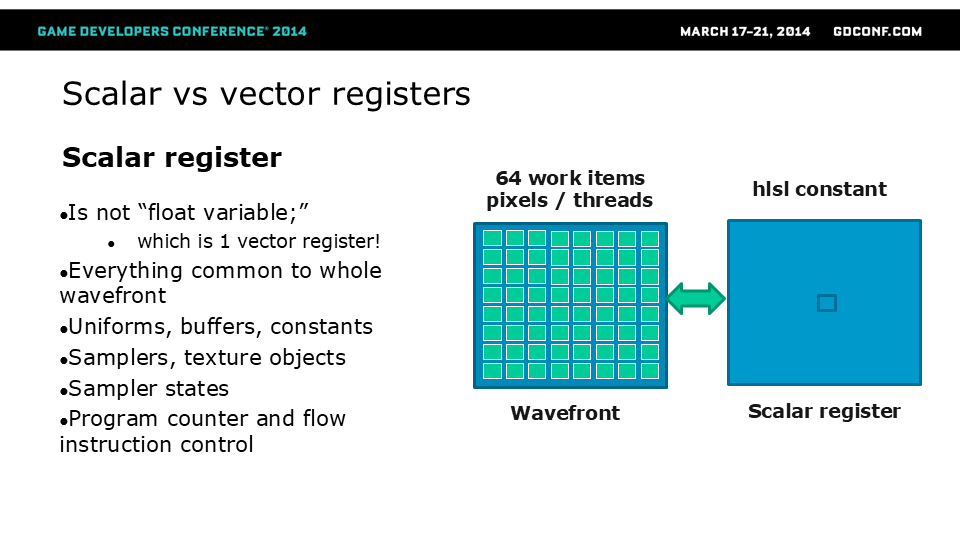 GAME DEVELOPERS CONFERENCE® 2014
MARCH 17–21, 2014 GDCONF.COM
Scalar vs vector registers
Scalar register
●Is not “float variable;”
● which is 1 vector register!
●Everything common to whole
wavefront
●Uniforms, buffers, constants
●Samplers, texture objects
●Sampler states
●Program counter and flow
instruction control
64 work items
pixels / threads
Wavefront
hlsl constant
Scalar register